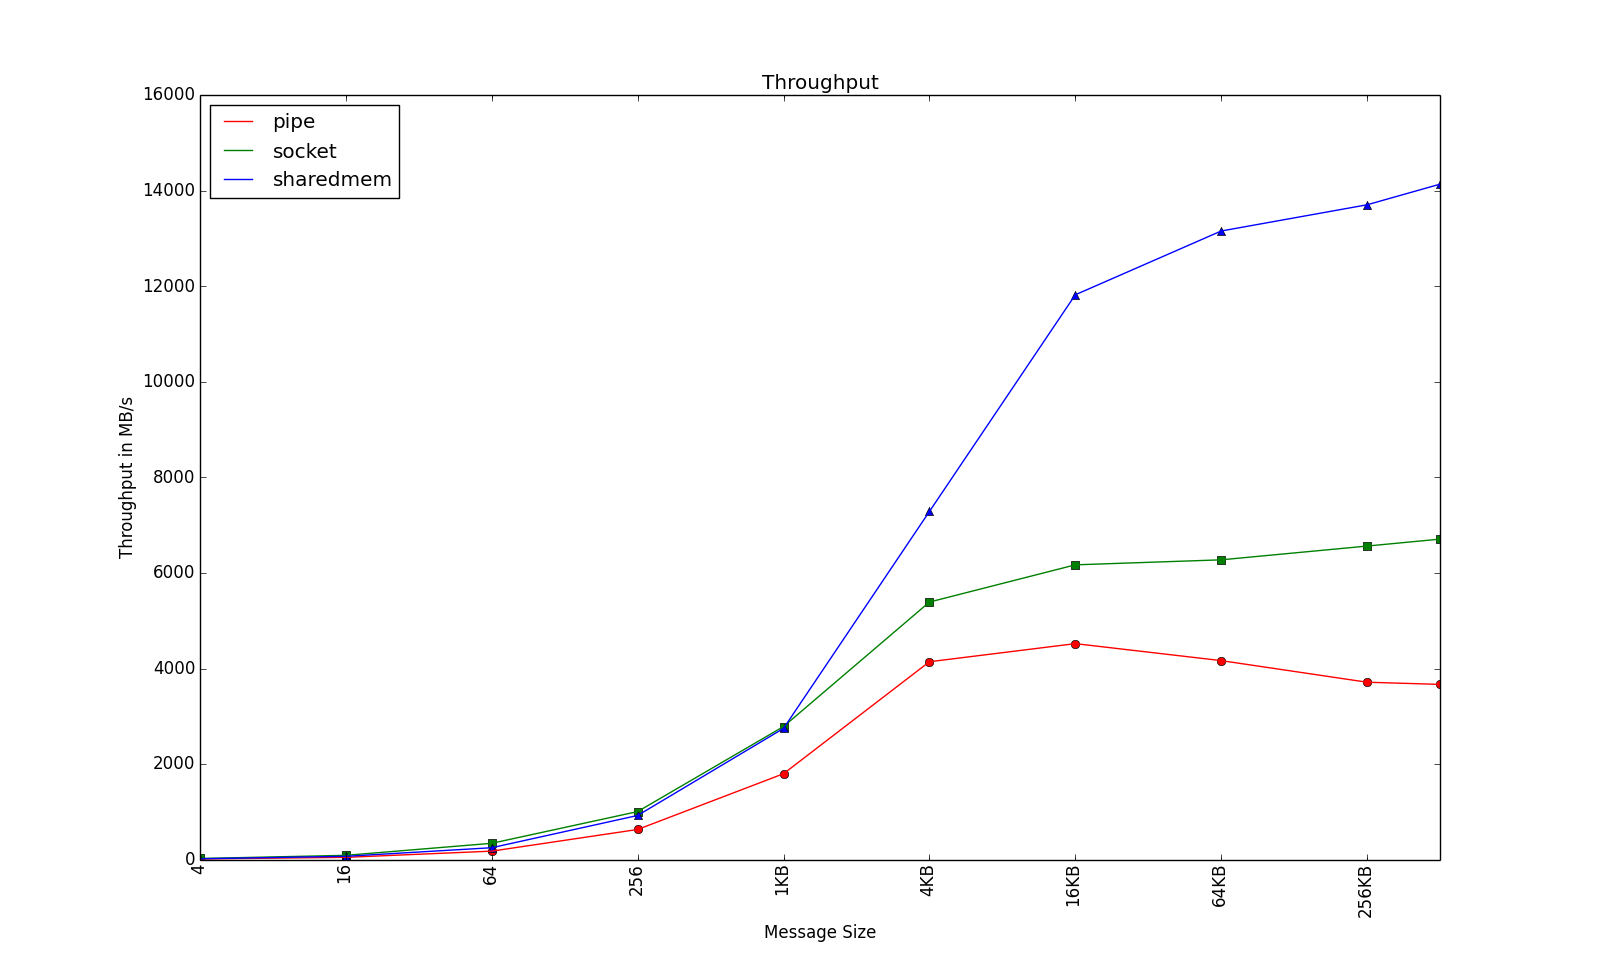 Throughput
16000
14000
12000
10000
8000
6000
4000
2000
0
pipe
socket
sharedmem
Throughput in MB/s
4
16
64
256
1KB
4KB
16KB
64KB
256KB
Message Size